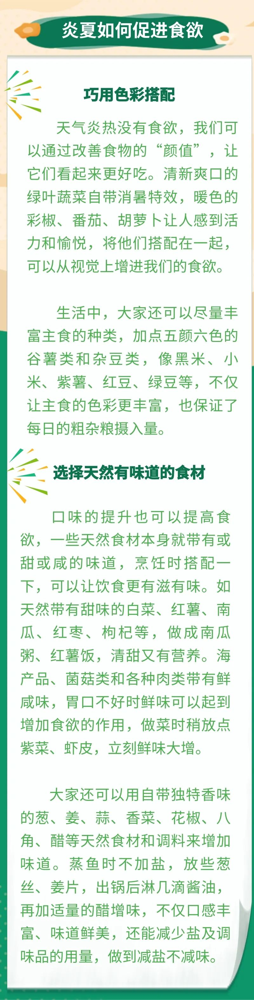 炎夏如何促进食欲
巧用色彩搭配
天气炎热没有食欲，我们可
以通过改善食物的“颜值”，让
它们看起来更好吃。清新爽口的
绿叶蔬菜自带消暑特效，暖色的
彩椒、番茄、胡萝卜让人感到活
力和愉悦，将他们搭配在一起，
可以从视觉上增进我们的食欲。
生活中，大家还可以尽量丰
富主食的种类，加点五颜六色的
谷薯类和杂豆类，像黑米、小
米、紫薯、红豆、绿豆等，不仅
让主食的色彩更丰富，也保证了
每日的粗杂粮摄入量。
选择天然有味道的食材
口味的提升也可以提高食
欲，一些天然食材本身就带有或
甜或咸的味道，烹饪时搭配一
下，可以让饮食更有滋有味。如
天然带有甜味的白菜、红薯、南
瓜、红枣、枸杞等，做成南瓜
粥、红薯饭，清甜又有营养。海
产品、菌菇类和各种肉类带有鲜
咸味，胃口不好时鲜味可以起到
增加食欲的作用，做菜时稍放点
紫菜、虾皮，立刻鲜味大增。
大家还可以用自带独特香味
的葱、姜、蒜、香菜、花椒、八
角、醋等天然食材和调料来增加
味道。蒸鱼时不加盐，放些葱
丝、姜片，出锅后淋几滴酱油，
再加适量的醋增味，不仅口感丰
富、味道鲜美，还能减少盐及调
味品的用量，做到减盐不减味。